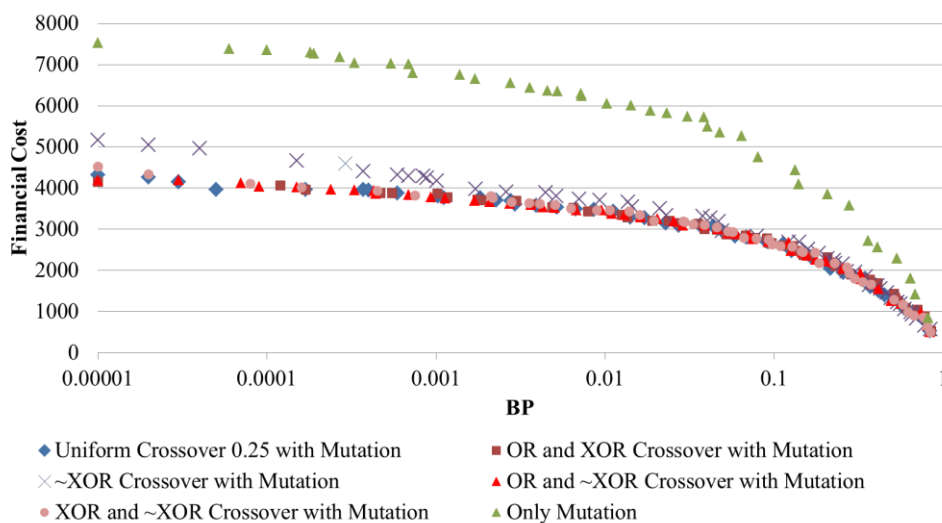 8000
7000
6000
5000
4000
3000
2000
1000
0
Financial Cost
0.00001
0.0001
0.001
0.01
0.1
1
BP
Uniform Crossover 0.25 with Mutation
OR and XOR Crossover with Mutation
~XOR Crossover with Mutation
OR and ~XOR Crossover with Mutation
XOR and ~XOR Crossover with Mutation
Only Mutation